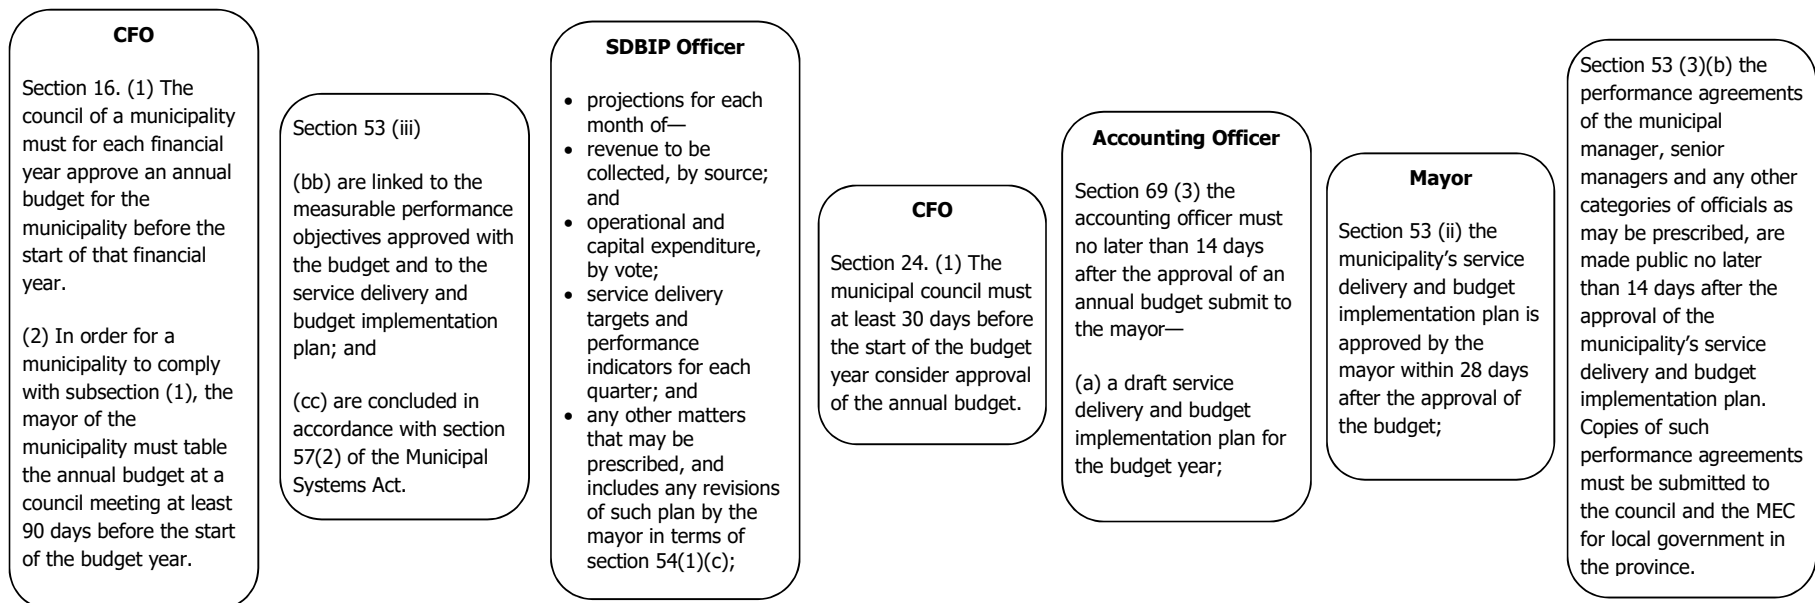 CFO
Section 16. (1) The
council of a municipality
must for each financial
year approve an annual
budget for the
municipality before the
start of that financial
year.
(2) In order for a
municipality to comply
with subsection (1), the
mayor of the
municipality must table
the annual budget at a
council meeting at least
90 days before the start
of the budget year.
Section 53 (iii)
(bb) are linked to the
measurable performance
objectives approved with
the budget and to the
service delivery and
budget implementation
plan; and
(cc) are concluded in
accordance with section
57(2) of the Municipal
Systems Act.
SDBIP Officer
• projections for each
month of—
• revenue to be
collected, by source;
and
• operational and
capital expenditure,
by vote;
• service delivery
targets and
performance
indicators for each
quarter; and
• any other matters
that may be
prescribed, and
includes any revisions
of such plan by the
mayor in terms of
section 54(1)(c);
CFO
Section 24. (1) The
municipal council must
at least 30 days before
the start of the budget
year consider approval
of the annual budget.
Accounting Officer
Section 69 (3) the
accounting officer must
no later than 14 days
after the approval of an
annual budget submit to
the mayor—
(a) a draft service
delivery and budget
implementation plan for
the budget year;
Mayor
Section 53 (ii) the
municipality’s service
delivery and budget
implementation plan is
approved by the
mayor within 28 days
after the approval of
the budget;
Section 53 (3)(b) the
performance agreements
of the municipal
manager, senior
managers and any other
categories of officials as
may be prescribed, are
made public no later
than 14 days after the
approval of the
municipality’s service
delivery and budget
implementation plan.
Copies of such
performance agreements
must be submitted to
the council and the MEC
for local government in
the province.